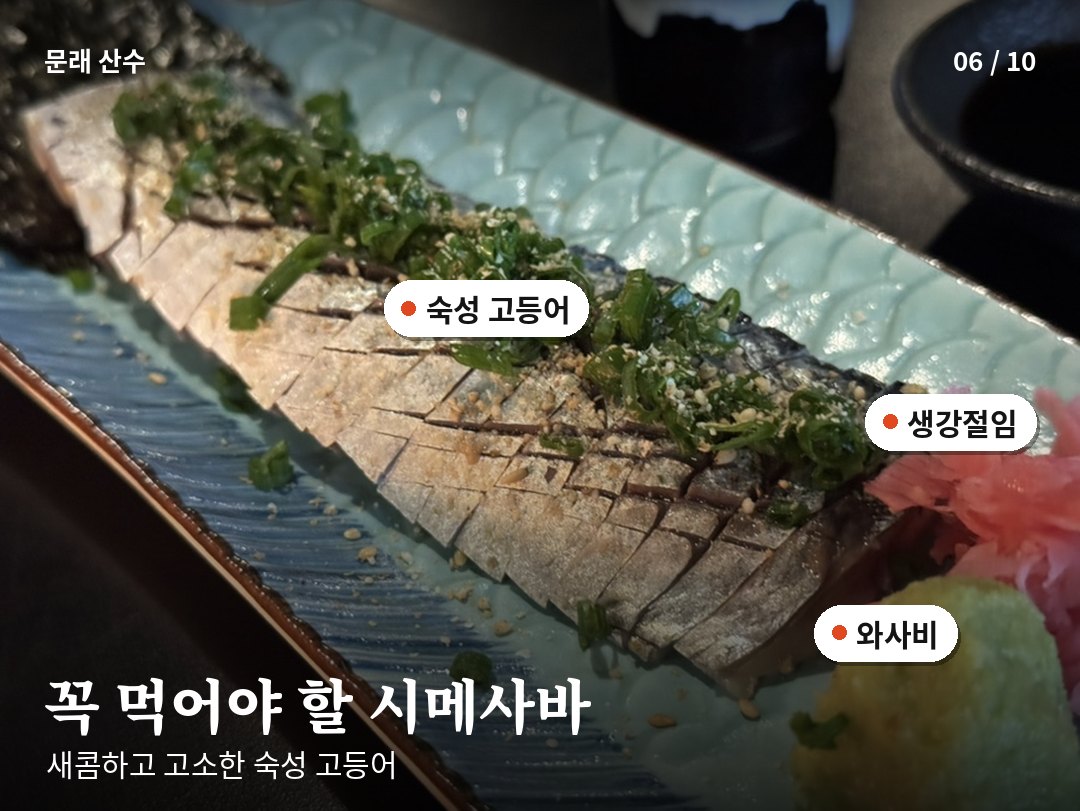 문래 산수
06 / 10
숙성 고등어
생강절임
와사비
꼭 먹어야 할 시메사바
새콤하고 고소한 숙성 고등어